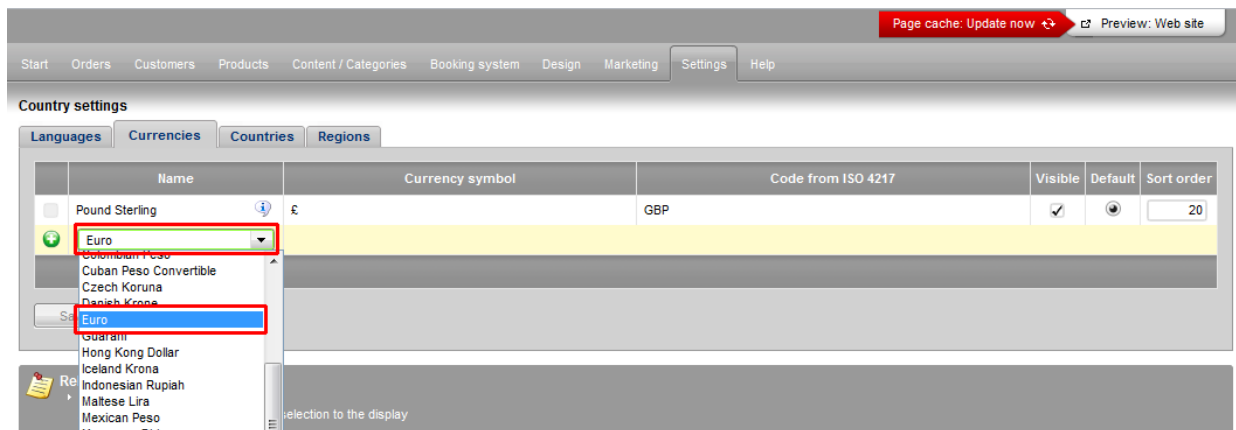 Page cache: Update now Preview: Web site
Start Orders Customers Products Content / Categories Booking system Design Marketing Settings Help
Country settings
Languages Currencies Countries Regions
Name Currency symbol Code from ISO 4217 Visible Default Sort order
Pound Sterling £ GBP 20
Euro
Colombian Peso
Cuban Peso Convertible
Czech Koruna
Danish Krone
Euro
Guarani
Hong Kong Dollar
Iceland Krona
Indonesian Rupiah
Maltese Lira
Mexican Peso
selection to the display